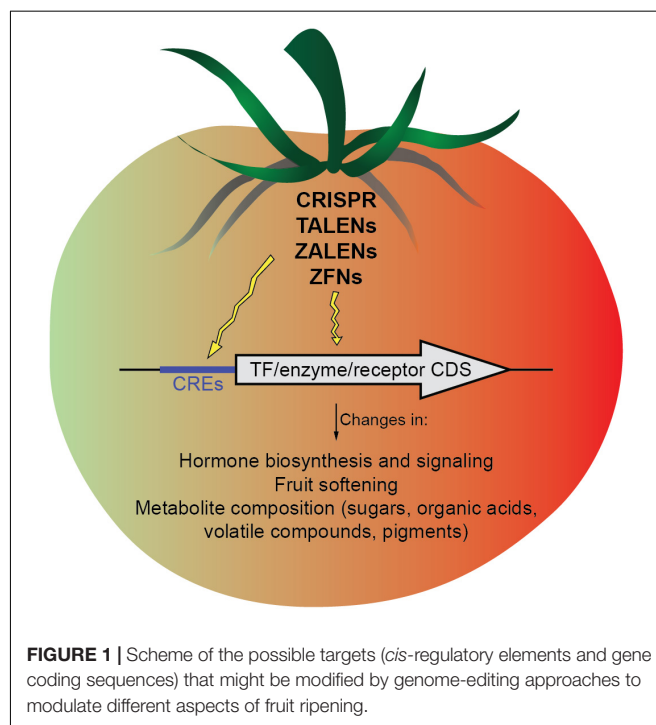 CRISPR
TALENs
ZALENs
ZFNs
TF/enzyme/receptor CDS
CREs
Changes in:
Hormone biosynthesis and signaling
Fruit softening
Metabolite composition (sugars, organic acids,
volatile compounds, pigments)
FIGURE 1 | Scheme of the possible targets (cis-regulatory elements and gene
coding sequences) that might be modified by genome-editing approaches to
modulate different aspects of fruit ripening.